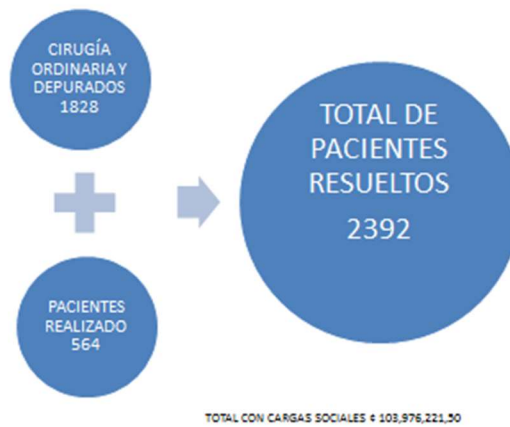 CIRUGÍA
ORDINARIA Y
DEPURADOS
1828
PACIENTES
REALIZADO
564
TOTAL DE
PACIENTES
RESUELTOS
2392
TOTAL CON CARGAS SOCIALES ¢ 103,976,221,50